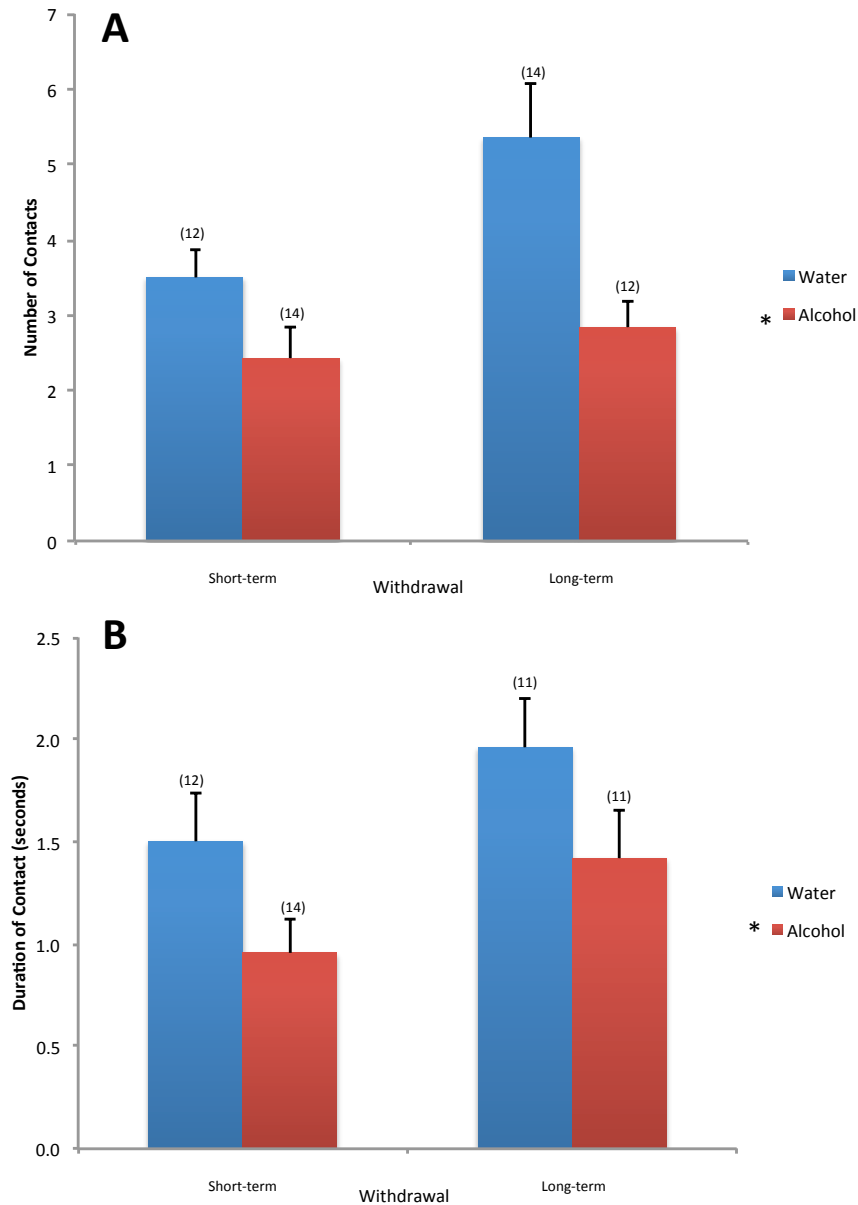 A
7
6
5
4
3
2
1
0
Number of Contacts
(12)
(14)
(14)
(12)
Water
* Alcohol
Short-term
Long-term
Withdrawal
B
2.5
2.0
1.5
1.0
0.5
0.0
Duration of Contact (seconds)
(12)
(14)
(11)
(11)
Water
* Alcohol
Short-term
Long-term
Withdrawal